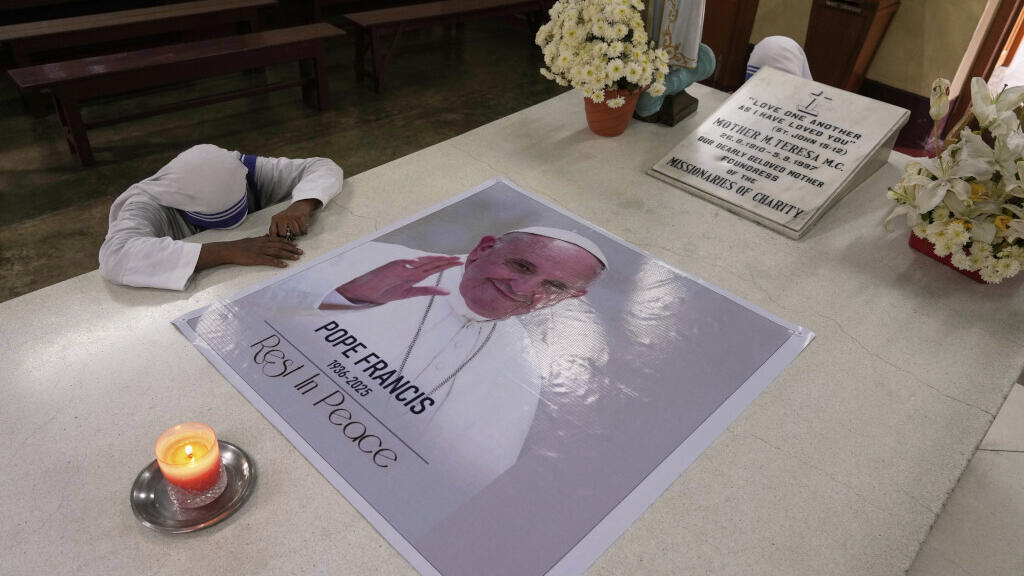 "LOVE ONE ANOTHER
AS I HAVE LOVED YOU"
(ST. JOHN 15-12)
MOTHER M. TERESA M.C.
26.8.1910-5.9.1997
OUR DEARLY BELOVED MOTHER
FOUNDRESS
OF THE
MISSIONARIES OF CHARITY
POPE FRANCIS
1936-2025
Rest In Peace